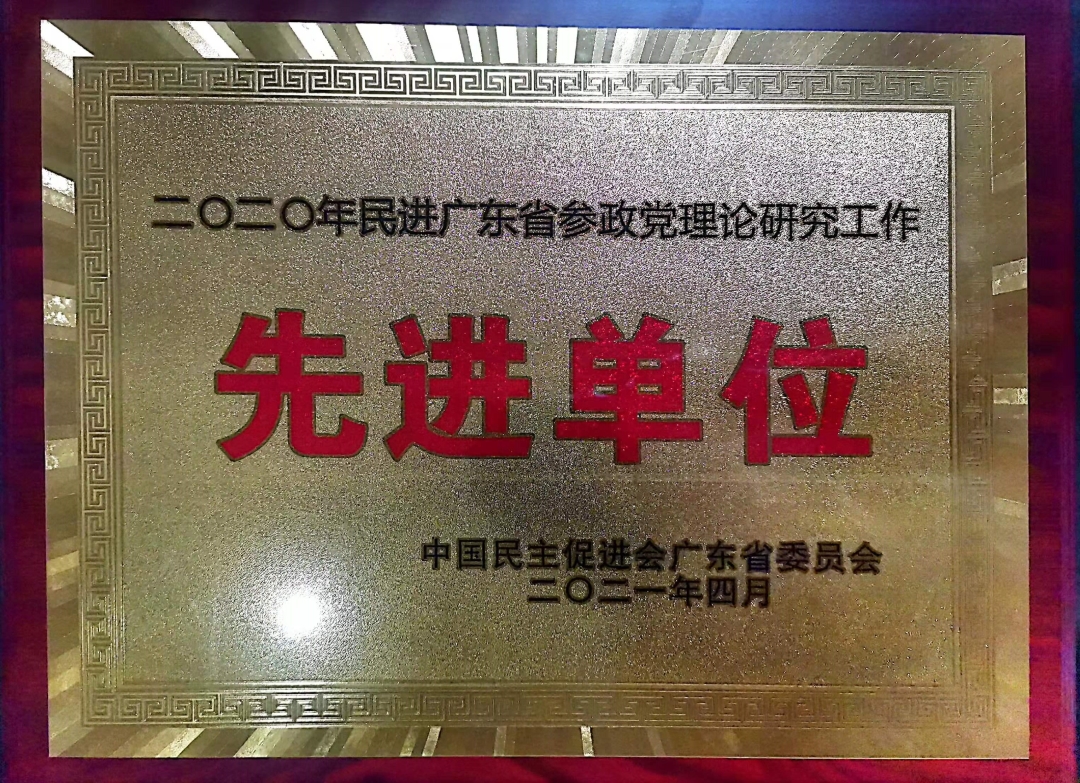 二〇二〇年民进广东省参政党理论研究工作
先进单位
中国民主促进会广东省委员会
二〇二一年四月